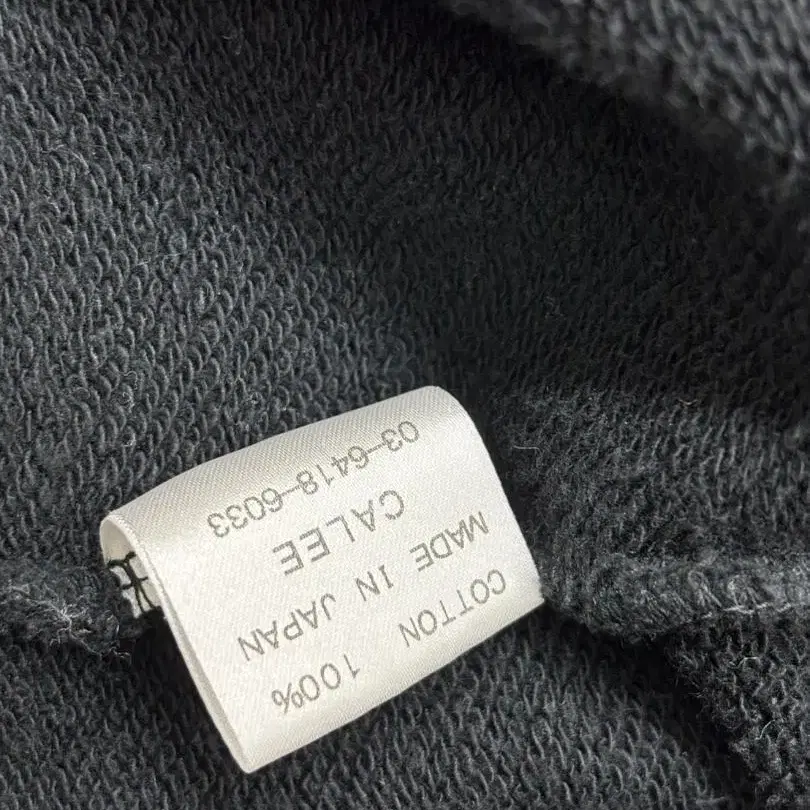 COTTON 100%
MADE IN JAPAN
CALEE
03-6418-6033